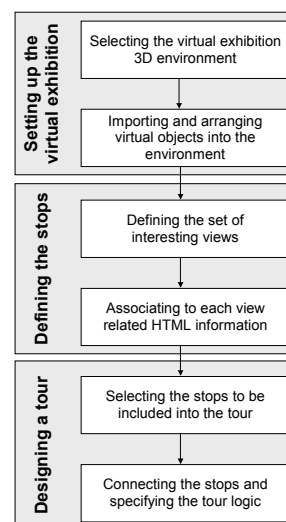 Setting up the
virtual exhibition
Selecting the virtual exhibition
3D environment
Importing and arranging
virtual objects into the
environment
Defining the stops
Defining the set of
interesting views
Associating to each view
related HTML information
Designing a tour
Selecting the stops to be
included into the tour
Connecting the stops and
specifying the tour logic